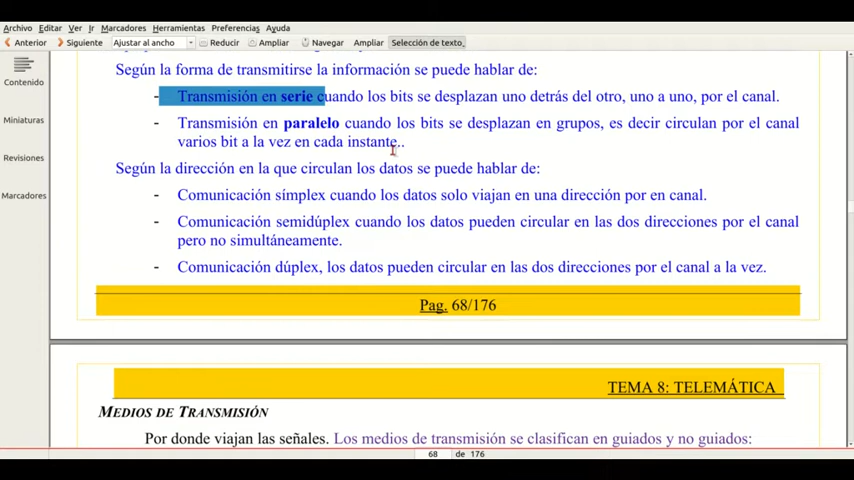 Archivo Editar Ver Ir Marcadores Herramientas Preferencias Ayuda
Anterior Siguiente Ajustar al ancho Reducir Ampliar Navegar Ampliar Selección de texto
Contenido
Miniaturas
Revisiones
Marcadores
Según la forma de transmitirse la información se puede hablar de:
- Transmisión en serie cuando los bits se desplazan uno detrás del otro, uno a uno, por el canal.
- Transmisión en paralelo cuando los bits se desplazan en grupos, es decir circulan por el canal
varios bit a la vez en cada instante..
Según la dirección en la que circulan los datos se puede hablar de:
- Comunicación símplex cuando los datos solo viajan en una dirección por en canal.
- Comunicación semidúplex cuando los datos pueden circular en las dos direcciones por el canal
pero no simultáneamente.
- Comunicación dúplex, los datos pueden circular en las dos direcciones por el canal a la vez.
Pag. 68/176
TEMA 8: TELEMÁTICA
MEDIOS DE TRANSMISIÓN
Por donde viajan las señales. Los medios de transmisión se clasifican en guiados y no guiados:
68 de 176